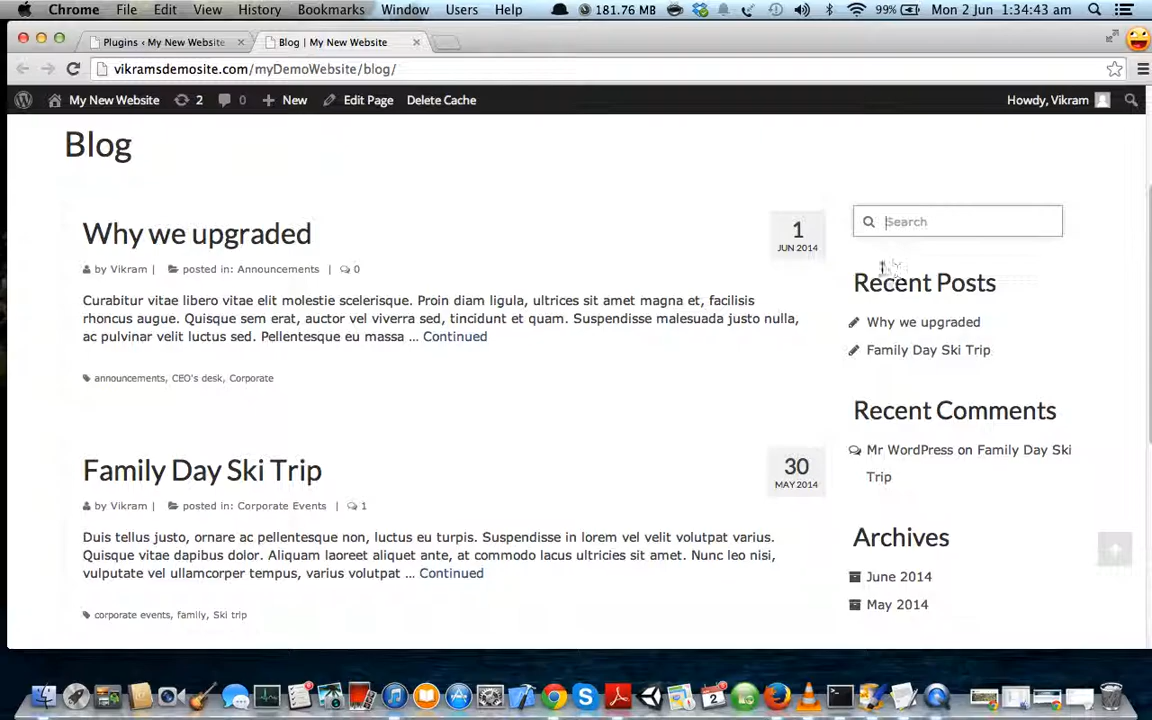 Chrome File Edit View History Bookmarks Window Users Help 181.76 MB 99% Mon 2 Jun 1:34:43 am
Plugins ‹ My New Website
Blog | My New Website
vikramsdemosite.com/myDemoWebsite/blog/
My New Website 2 0 New Edit Page Delete Cache Howdy, Vikram
Blog
Why we upgraded
1
JUN 2014
by Vikram | posted in: Announcements | 0
Curabitur vitae libero vitae elit molestie scelerisque. Proin diam ligula, ultrices sit amet magna et, facilisis
rhoncus augue. Quisque sem erat, auctor vel viverra sed, tincidunt et quam. Suspendisse malesuada justo nulla,
ac pulvinar velit luctus sed. Pellentesque eu massa ... Continued
announcements, CEO's desk, Corporate
Family Day Ski Trip
30
MAY 2014
by Vikram | posted in: Corporate Events | 1
Duis tellus justo, ornare ac pellentesque non, luctus eu turpis. Suspendisse in lorem vel velit volutpat varius.
Quisque vitae dapibus dolor. Aliquam laoreet aliquet ante, at commodo lacus ultricies sit amet. Nunc leo nisi,
vulputate vel ullamcorper tempus, varius volutpat ... Continued
corporate events, family, Ski trip
Search
Recent Posts
Why we upgraded
Family Day Ski Trip
Recent Comments
Mr WordPress on Family Day Ski
Trip
Archives
June 2014
May 2014